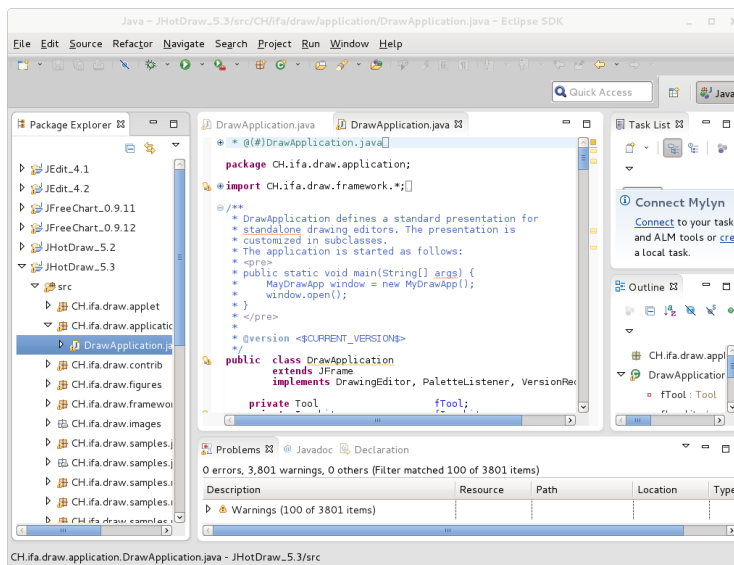 Java - JHotDraw_5.3/src/CH/ifa/draw/application/DrawApplication.java - Eclipse SDK
File Edit Source Refactor Navigate Search Project Run Window Help
Quick Access
Java
Package Explorer
JEdit_4.1
JEdit_4.2
JFreeChart_0.9.11
JFreeChart_0.9.12
JHotDraw_5.2
JHotDraw_5.3
src
CH.ifa.draw.applet
CH.ifa.draw.applicatio
DrawApplication.ja
CH.ifa.draw.contrib
CH.ifa.draw.figures
CH.ifa.draw.framewo
CH.ifa.draw.images
CH.ifa.draw.samples.j
CH.ifa.draw.samples.j
CH.ifa.draw.samples.
CH.ifa.draw.samples.
CH.ifa.draw.samples.
DrawApplication.java
DrawApplication.java
* @(#)DrawApplication.java
package CH.ifa.draw.application;
import CH.ifa.draw.framework.*;
/**
* DrawApplication defines a standard presentation for
* standalone drawing editors. The presentation is
* customized in subclasses.
* The application is started as follows:
* <pre>
* public static void main(String[] args) {
*     MayDrawApp window = new MyDrawApp();
*     window.open();
* }
* </pre>
*
* @version <$CURRENT_VERSION$>
*/
public class DrawApplication
extends JFrame
implements DrawingEditor, PaletteListener, VersionRe
private Tool fTool;
Task List
Connect Mylyn
Connect to your task
and ALM tools or cre
a local task.
Outline
CH.ifa.draw.appl
DrawApplication
fTool : Tool
Problems Javadoc Declaration
0 errors, 3,801 warnings, 0 others (Filter matched 100 of 3801 items)
Description Resource Path Location Type
Warnings (100 of 3801 items)
CH.ifa.draw.application.DrawApplication.java - JHotDraw_5.3/src